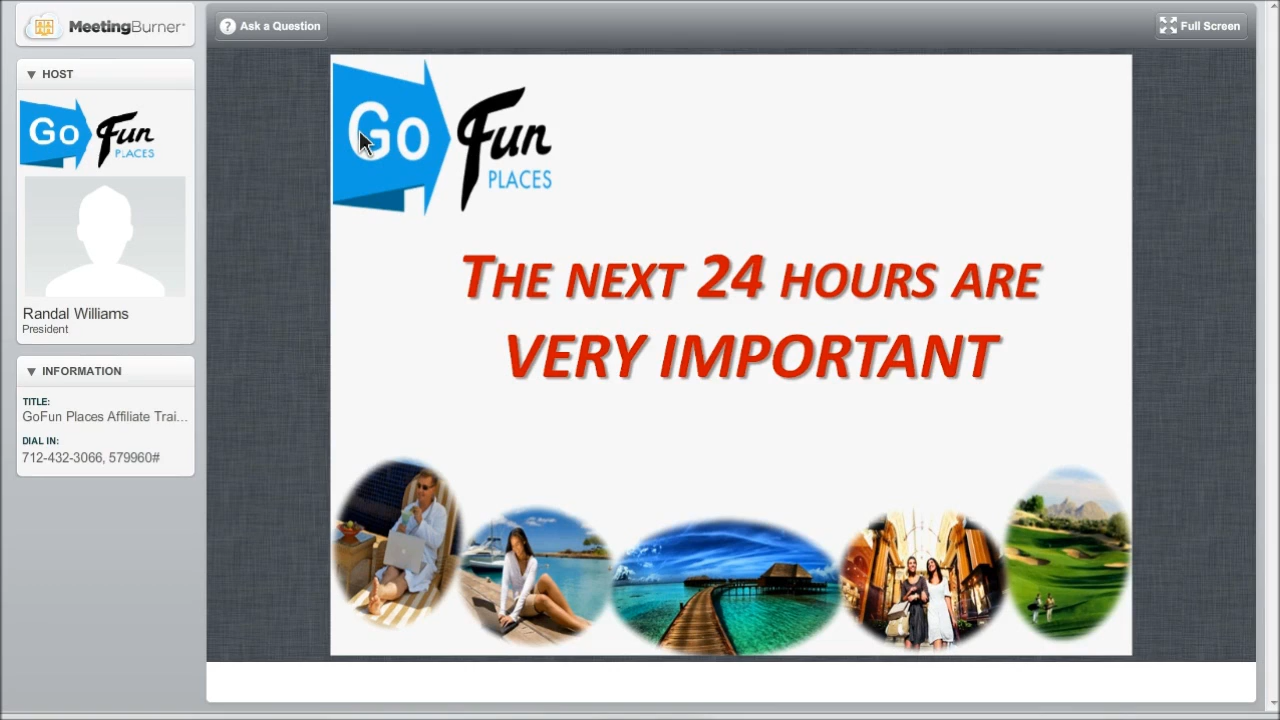 MeetingBurner
HOST
Go Fun
PLACES
Randal Williams
President
INFORMATION
TITLE:
GoFun Places Affiliate Trai...
DIAL IN:
712-432-3066, 579960#
? Ask a Question
Full Screen
Go Fun
PLACES
THE NEXT 24 HOURS ARE
VERY IMPORTANT